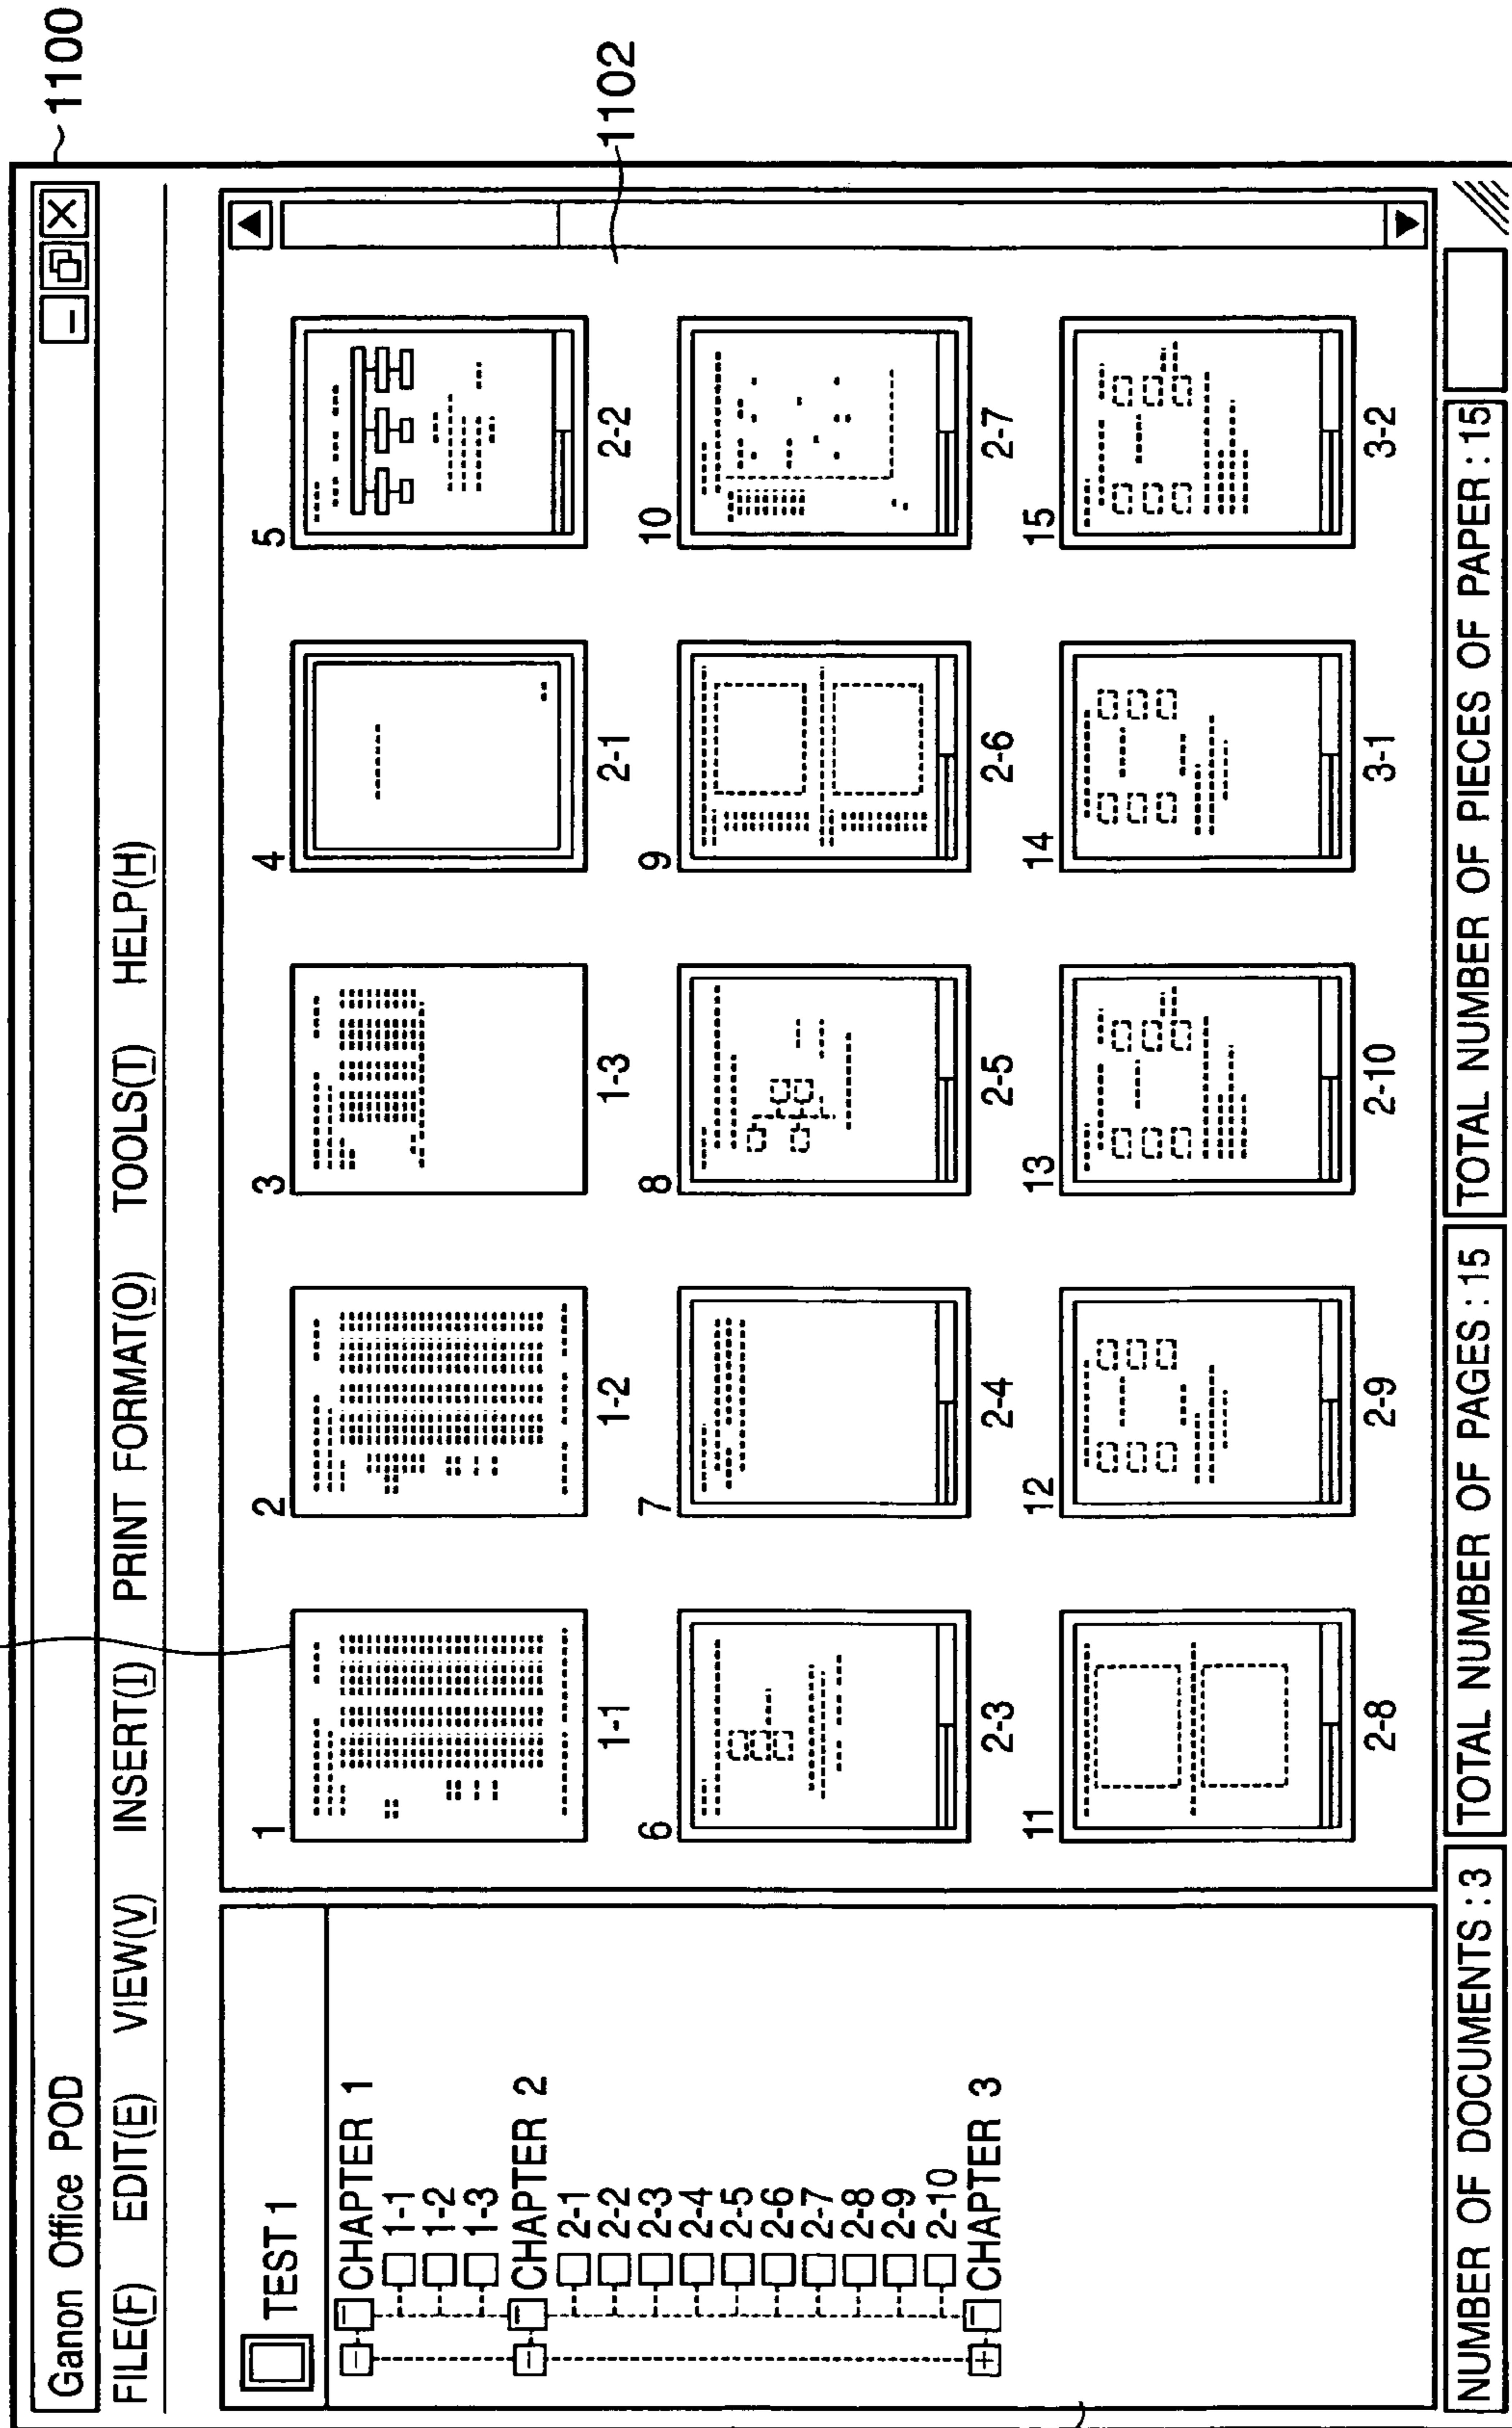 1100
Ganon Office POD
FILE(F) EDIT(E) VIEW(V) INSERT(I) PRINT FORMAT(O) TOOLS(T) HELP(H)
TEST 1
CHAPTER 1
1-1
1-2
1-3
CHAPTER 2
2-1
2-2
2-3
2-4
2-5
2-6
2-7
2-8
2-9
2-10
CHAPTER 3
1 2 3 4 5
1-1 1-2 1-3 2-1 2-2
1102
6 7 8 9 10
2-3 2-4 2-5 2-6 2-7
11 12 13 14 15
2-8 2-9 2-10 3-1 3-2
NUMBER OF DOCUMENTS : 3 TOTAL NUMBER OF PAGES : 15 TOTAL NUMBER OF PIECES OF PAPER : 15